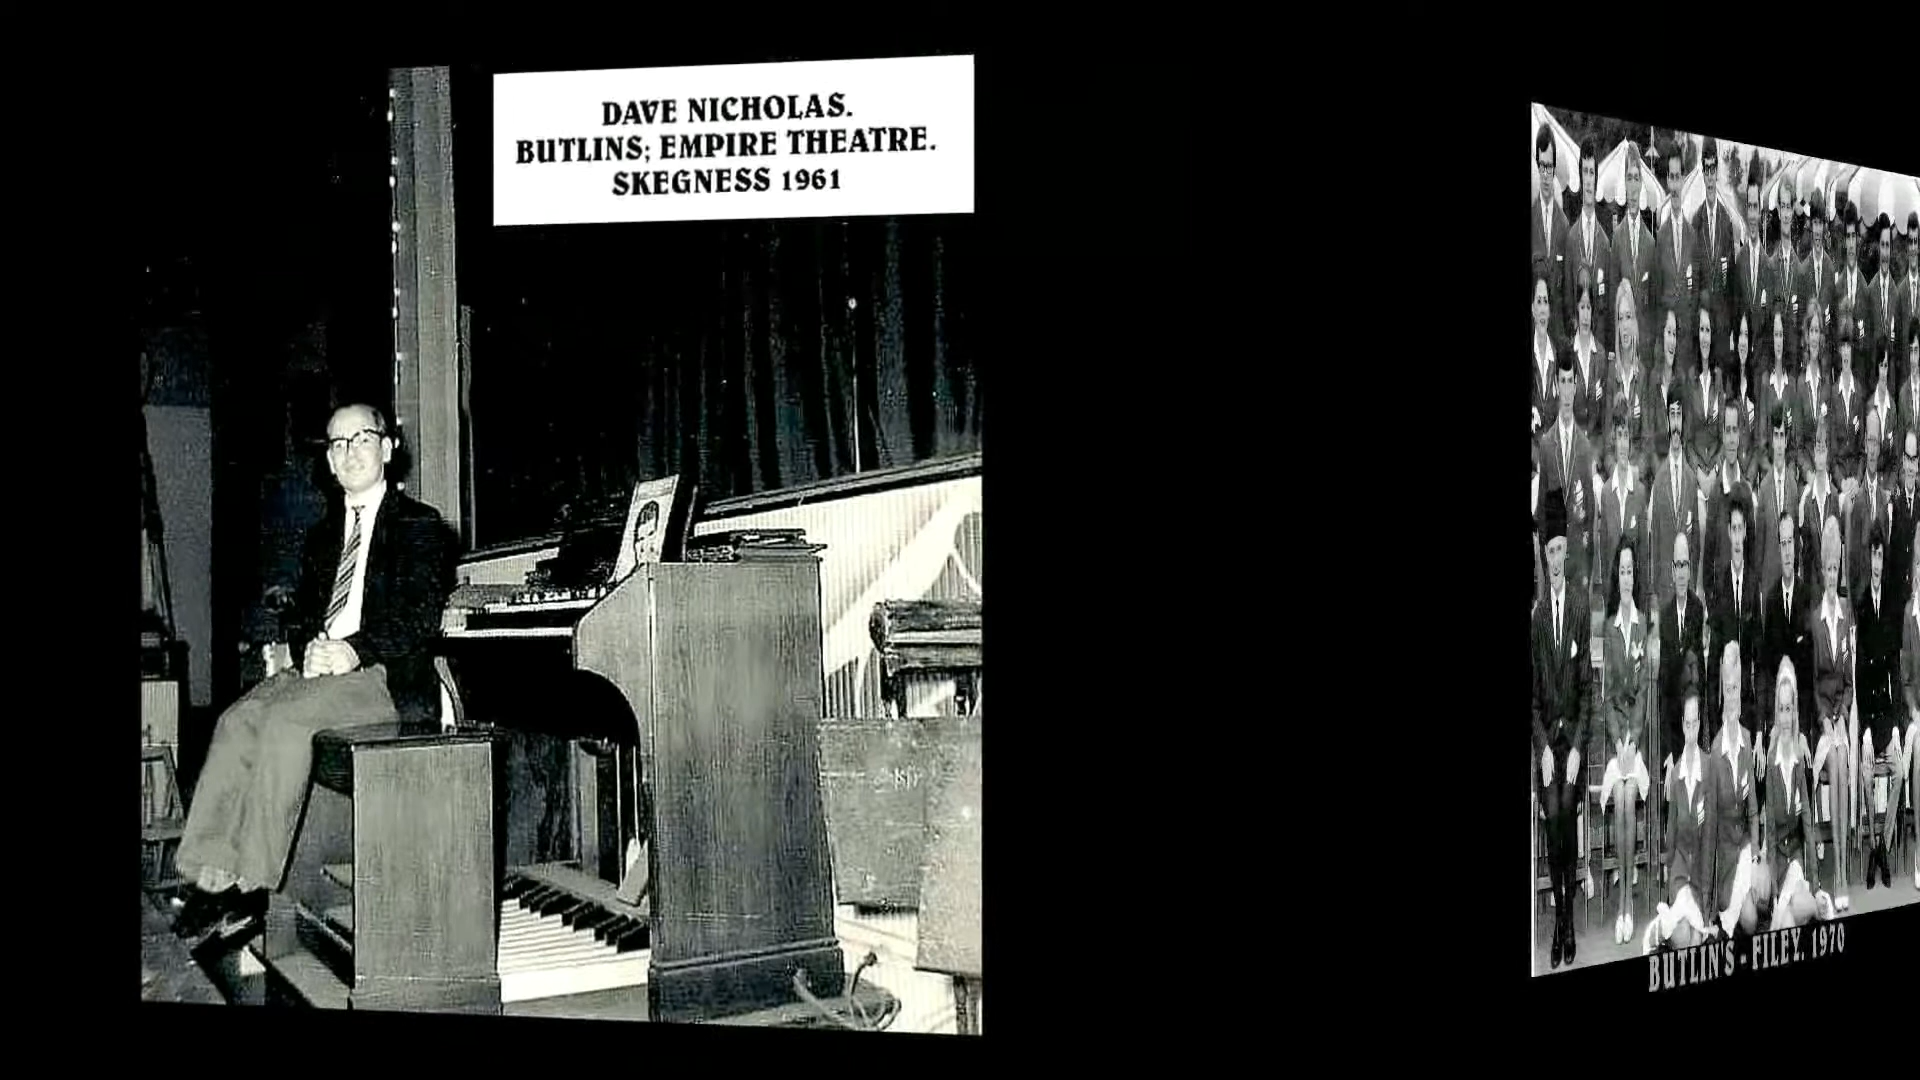 DAVE NICHOLAS.
BUTLINS; EMPIRE THEATRE.
SKEGNESS 1961
BUTLIN'S - FILEY. 1970